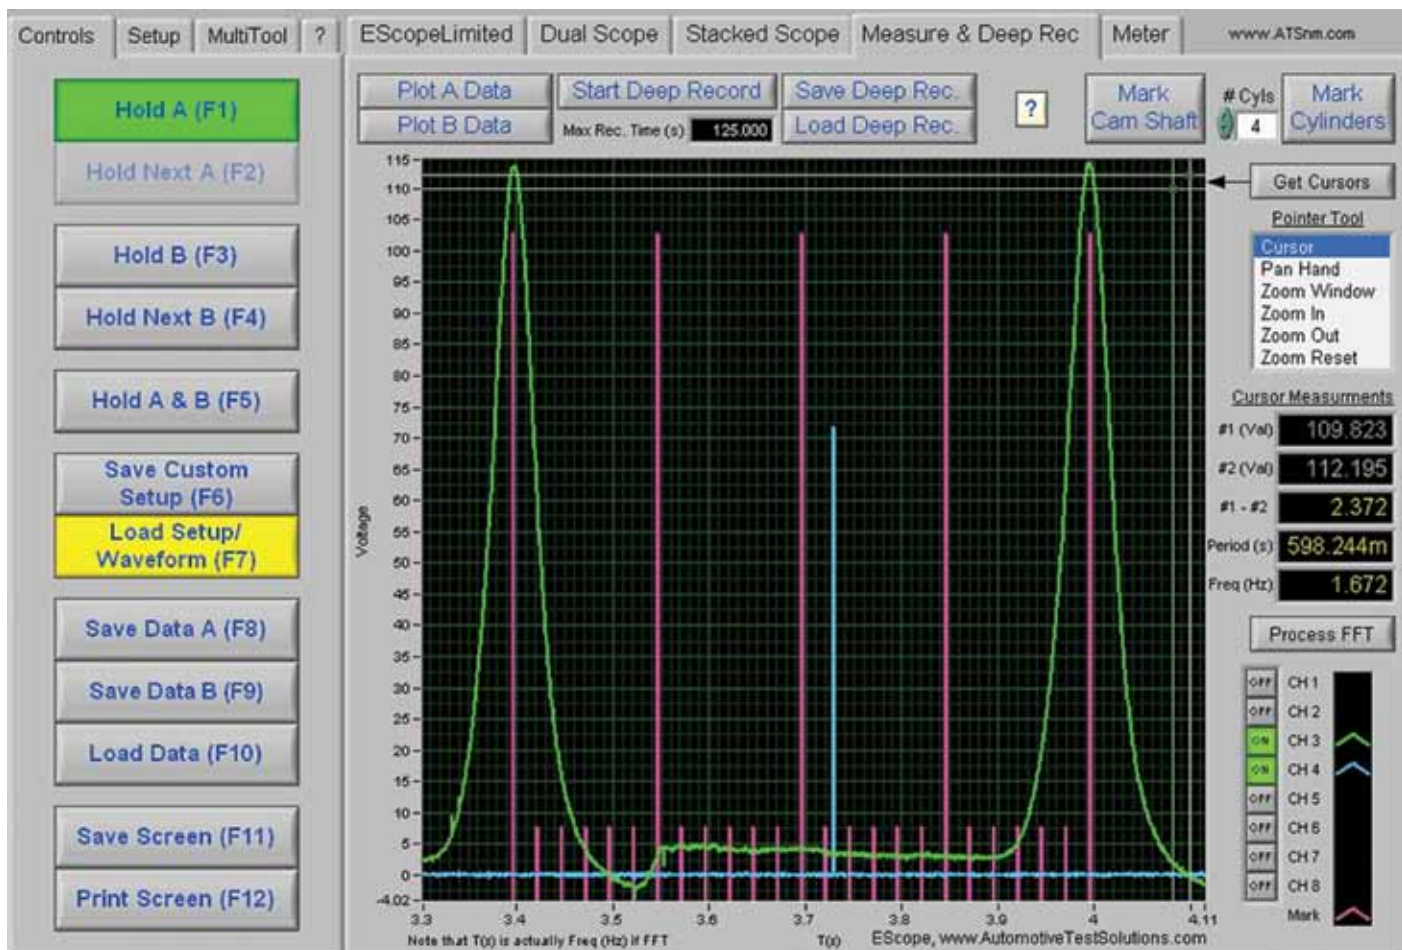 Controls
Setup
MultiTool
?
EScopeLimited
Dual Scope
Stacked Scope
Measure & Deep Rec
Meter
www.ATSnm.com
Hold A (F1)
Hold Next A (F2)
Hold B (F3)
Hold Next B (F4)
Hold A & B (F5)
Save Custom
Setup (F6)
Load Setup/
Waveform (F7)
Save Data A (F8)
Save Data B (F9)
Load Data (F10)
Save Screen (F11)
Print Screen (F12)
Plot A Data
Plot B Data
Start Deep Record
Max Rec. Time (s) 125.000
Save Deep Rec.
Load Deep Rec.
?
Mark
Cam Shaft
# Cyls
4
Mark
Cylinders
115
110
105
100
95
90
85
80
75
70
65
60
55
50
45
40
35
30
25
20
15
10
5
0
-4.02
Voltage
3.3 3.4 3.5 3.6 3.7 3.8 3.9 4 4.11
Note that T(x) is actually Freq (Hz) if FFT
T(x)
EScope, www.AutomotiveTestSolutions.com
Get Cursors
Pointer Tool
Cursor
Pan Hand
Zoom Window
Zoom In
Zoom Out
Zoom Reset
Cursor Measurments
#1 (Val) 109.823
#2 (Val) 112.195
#1 - #2 2.372
Period (s) 598.244m
Freq (Hz) 1.672
Process FFT
OFF CH 1
OFF CH 2
ON CH 3
ON CH 4
OFF CH 5
OFF CH 6
OFF CH 7
OFF CH 8
Mark